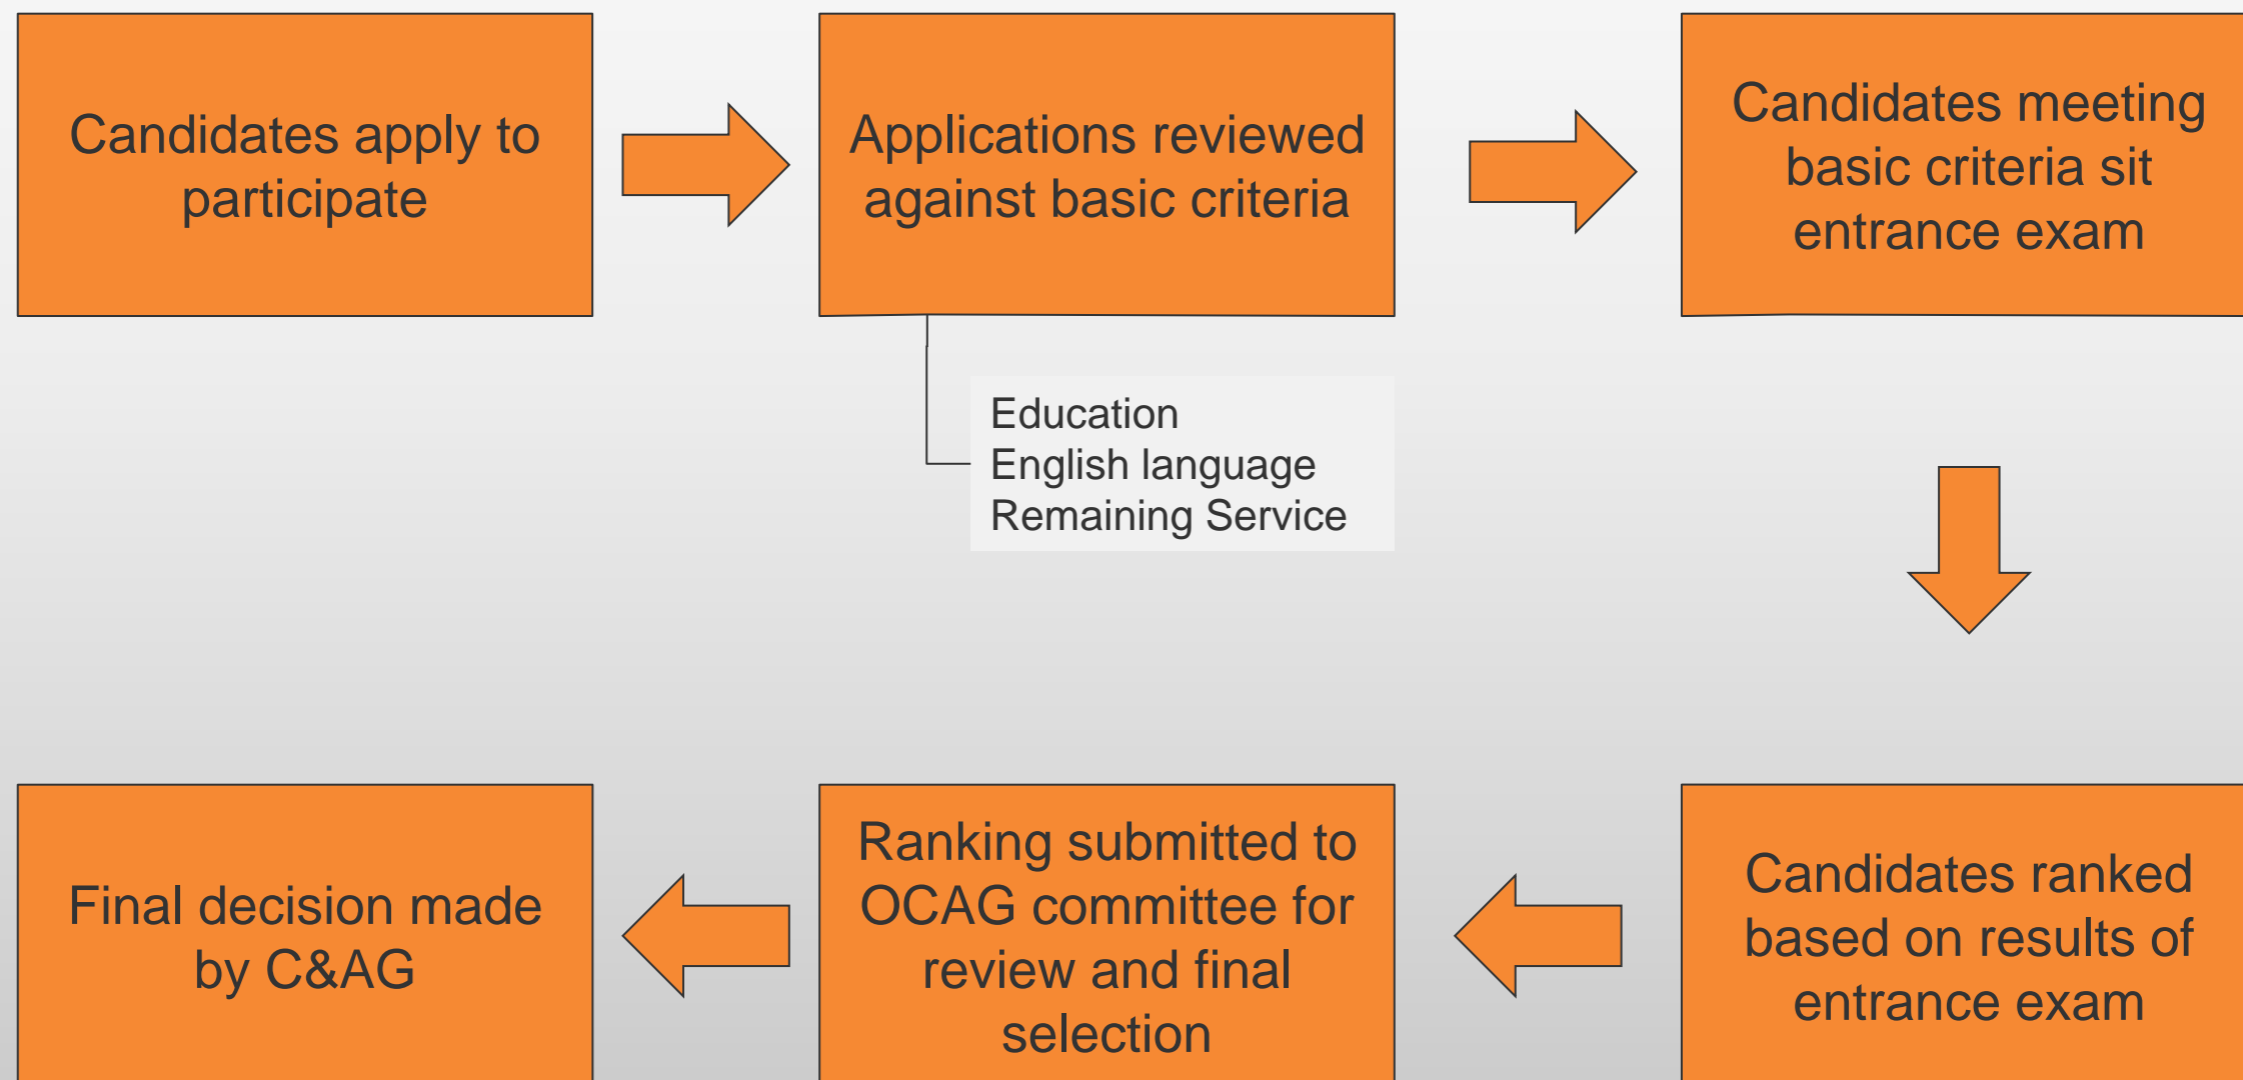 Candidates apply to
participate
Applications reviewed
against basic criteria
Candidates meeting
basic criteria sit
entrance exam
Education
English language
Remaining Service
Candidates ranked
based on results of
entrance exam
Ranking submitted to
OCAG committee for
review and final
selection
Final decision made
by C&AG